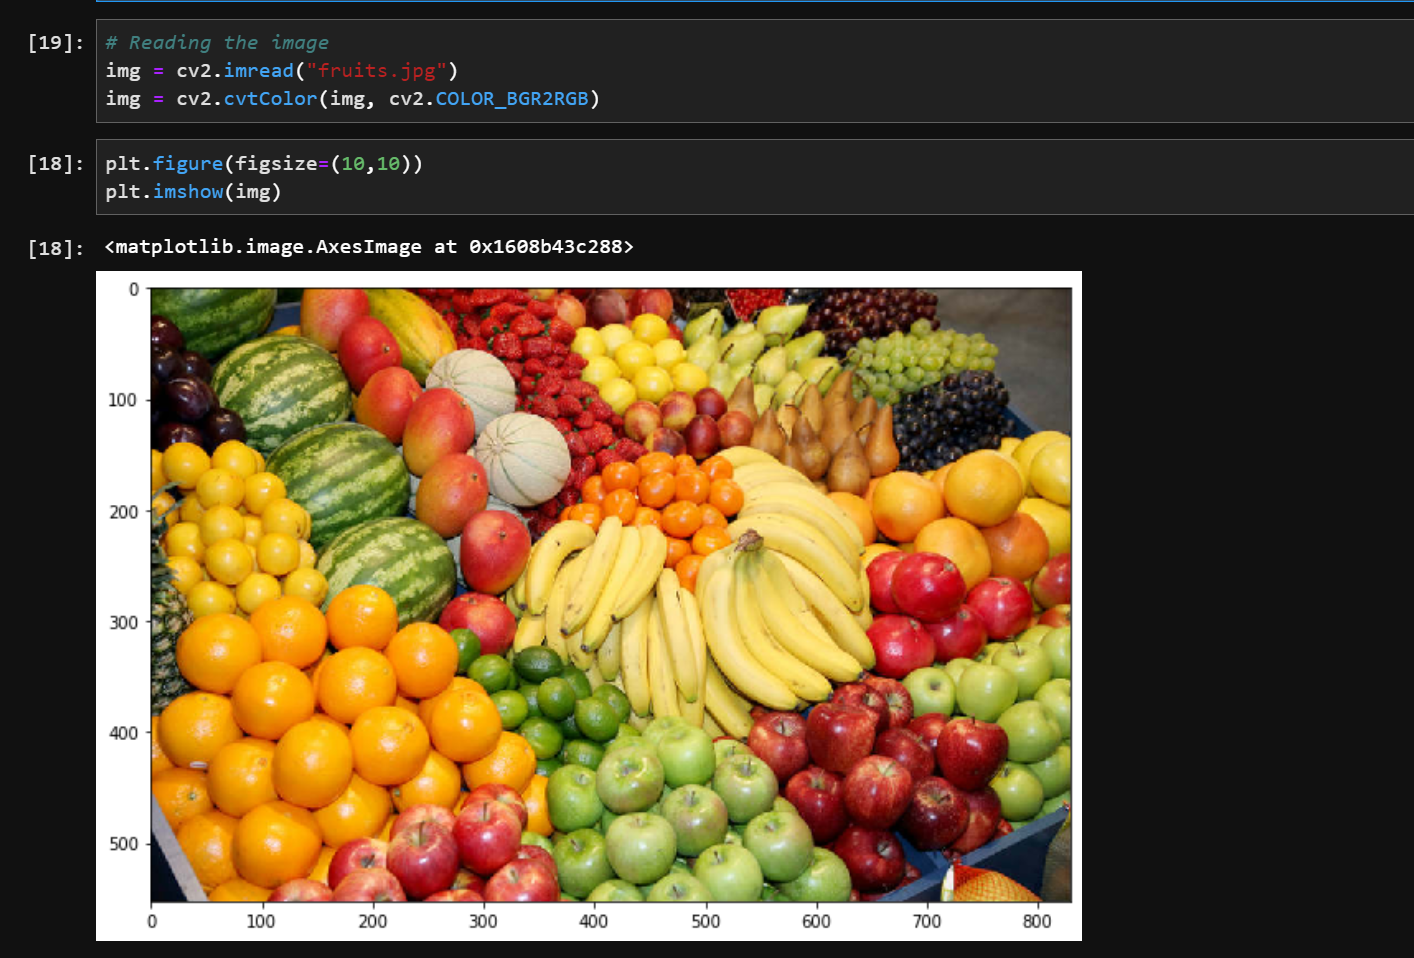 [19]:
# Reading the image
img = cv2.imread("fruits.jpg")
img = cv2.cvtColor(img, cv2.COLOR_BGR2RGB)
[18]:
plt.figure(figsize=(10,10))
plt.imshow(img)
[18]:
<matplotlib.image.AxesImage at 0x1608b43c288>
0
100
200
300
400
500
0 100 200 300 400 500 600 700 800